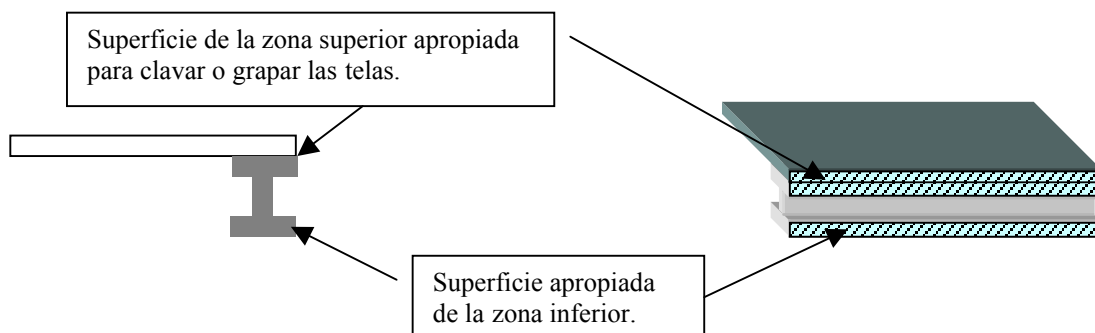 Superficie de la zona superior apropiada
para clavar o grapar las telas.
Superficie apropiada
de la zona inferior.